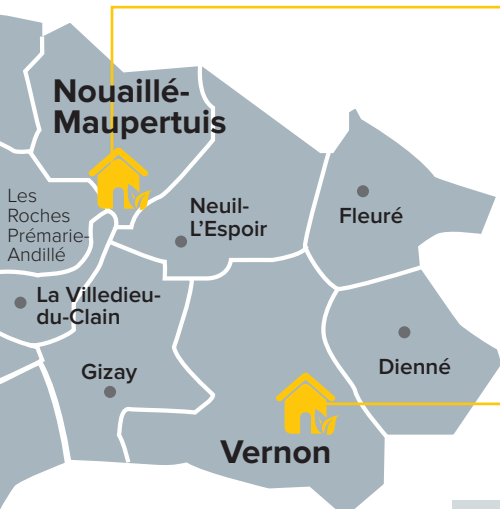 Nouaillé-
Maupertuis
Les
Roches
Prémarie-
Andillé
Neuil-
L'Espoir
Fleuré
La Villedieu-
du-Clain
Gizay
Dienné
Vernon